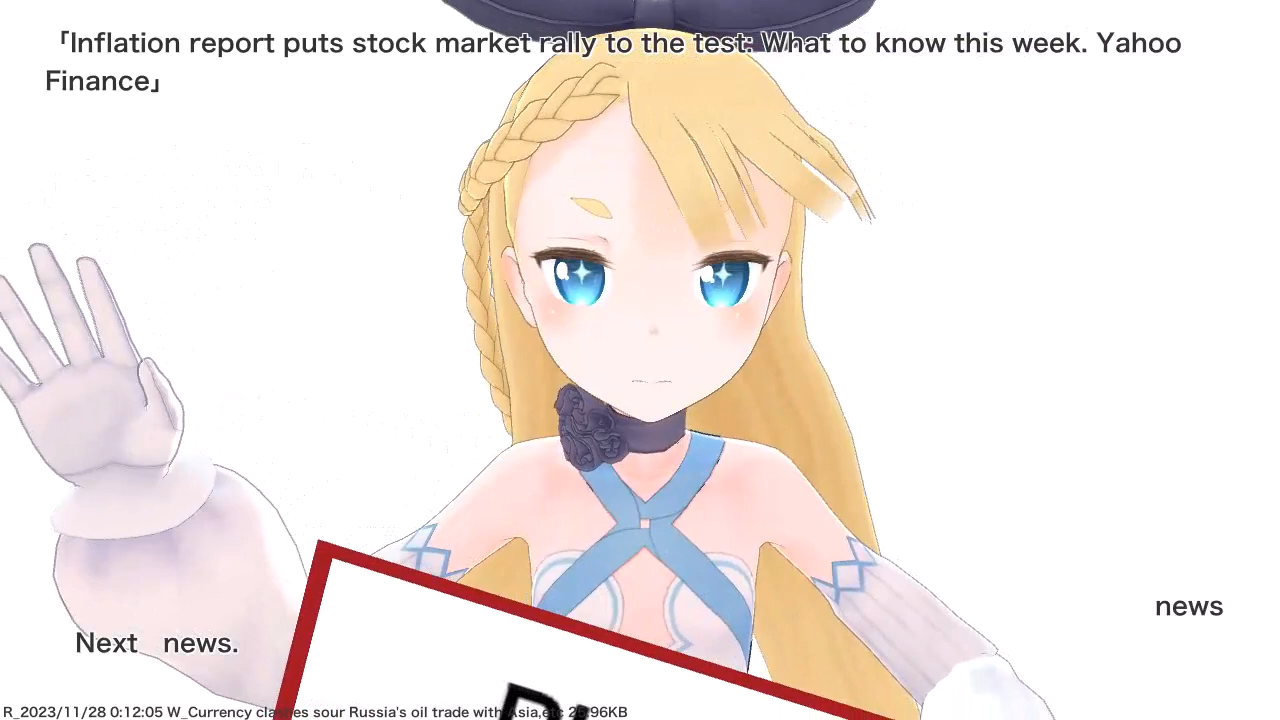 「Inflation report puts stock market rally to the test: What to know this week. Yahoo
Finance」
news
Next news.
R_2023/11/28 0:12:05 W_Currency clashes sour Russia's oil trade with Asia,etc